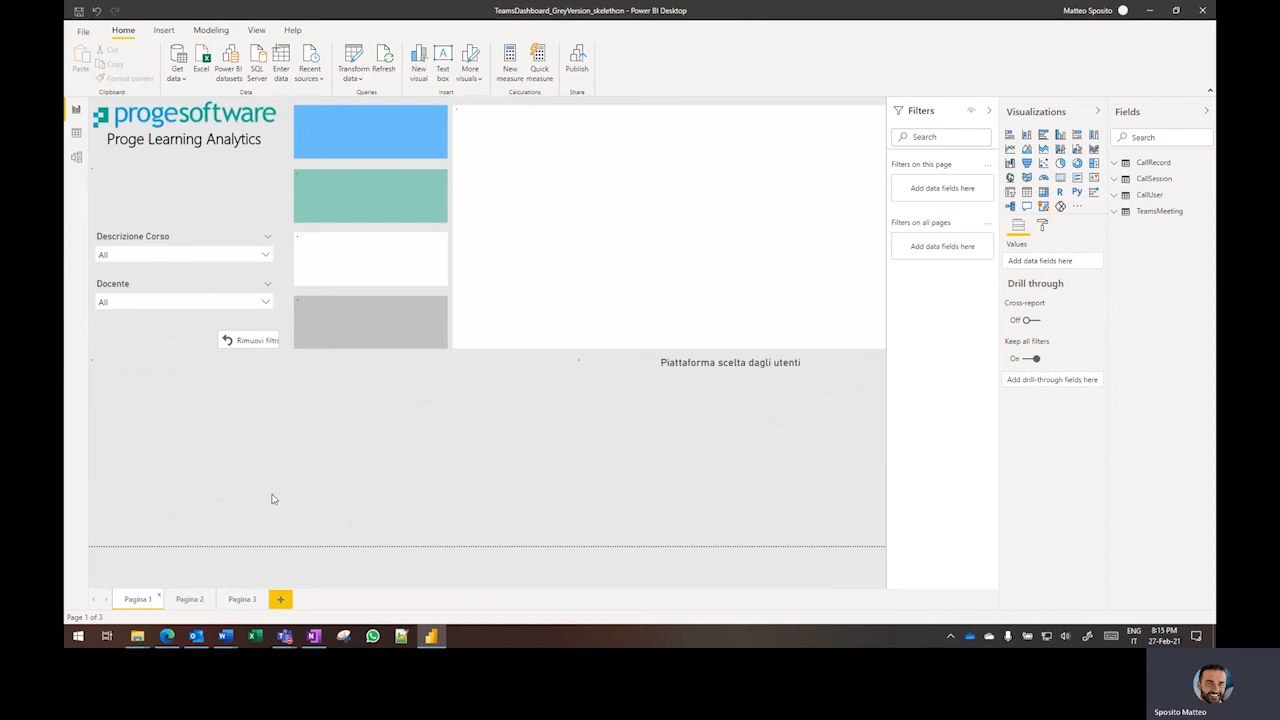 TeamsDashboard_GreyVersion_skelethon - Power BI Desktop
Matteo Sposito
File
Home
Insert
Modeling
View
Help
Paste
Cut
Copy
Format painter
Clipboard
Get data
Excel
Power BI datasets
SQL Server
Enter data
Recent sources
Data
Transform data
Refresh
Queries
New visual
Text box
More visuals
Insert
New measure
Quick measure
Calculations
Publish
Share
progesoftware
Proge Learning Analytics
Descrizione Corso
All
Docente
All
Rimuovi filtri
Piattaforma scelta dagli utenti
Filters
Search
Filters on this page
...
Add data fields here
Filters on all pages
...
Add data fields here
Visualizations
R
Py
...
Values
Add data fields here
Drill through
Cross-report
Off
Keep all filters
On
Add drill-through fields here
Fields
Search
CallRecord
CallSession
CallUser
TeamsMeeting
Pagina 1
Pagina 2
Pagina 3
Page 1 of 3
ENG
IT
8:15 PM
27-Feb-21
Sposito Matteo